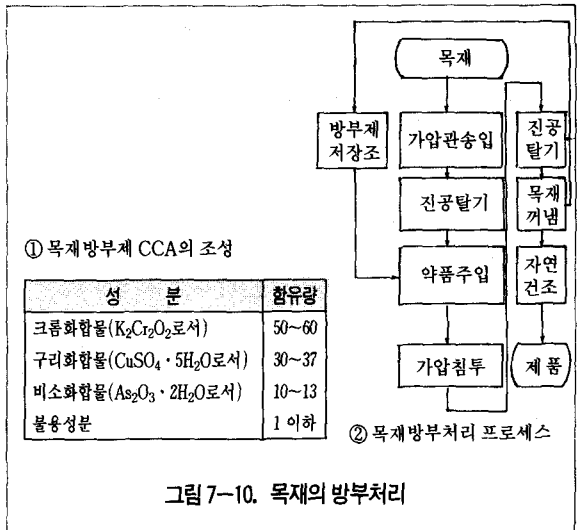 목재
방부제
저장조
가압관송입
진공
탈기
진공탈기
목재
꺼냄
① 목재방부제 CCA의 조성
약품주입
자연
건조
성 분 함유량
크롬화합물(K₂Cr₂O₂로서) 50~60
구리화합물(CuSO₄·5H₂O로서) 30~37
비소화합물(As₂O₃·2H₂O로서) 10~13
불용성분 1 이하
가압침투
제품
② 목재방부처리 프로세스
그림 7-10. 목재의 방부처리